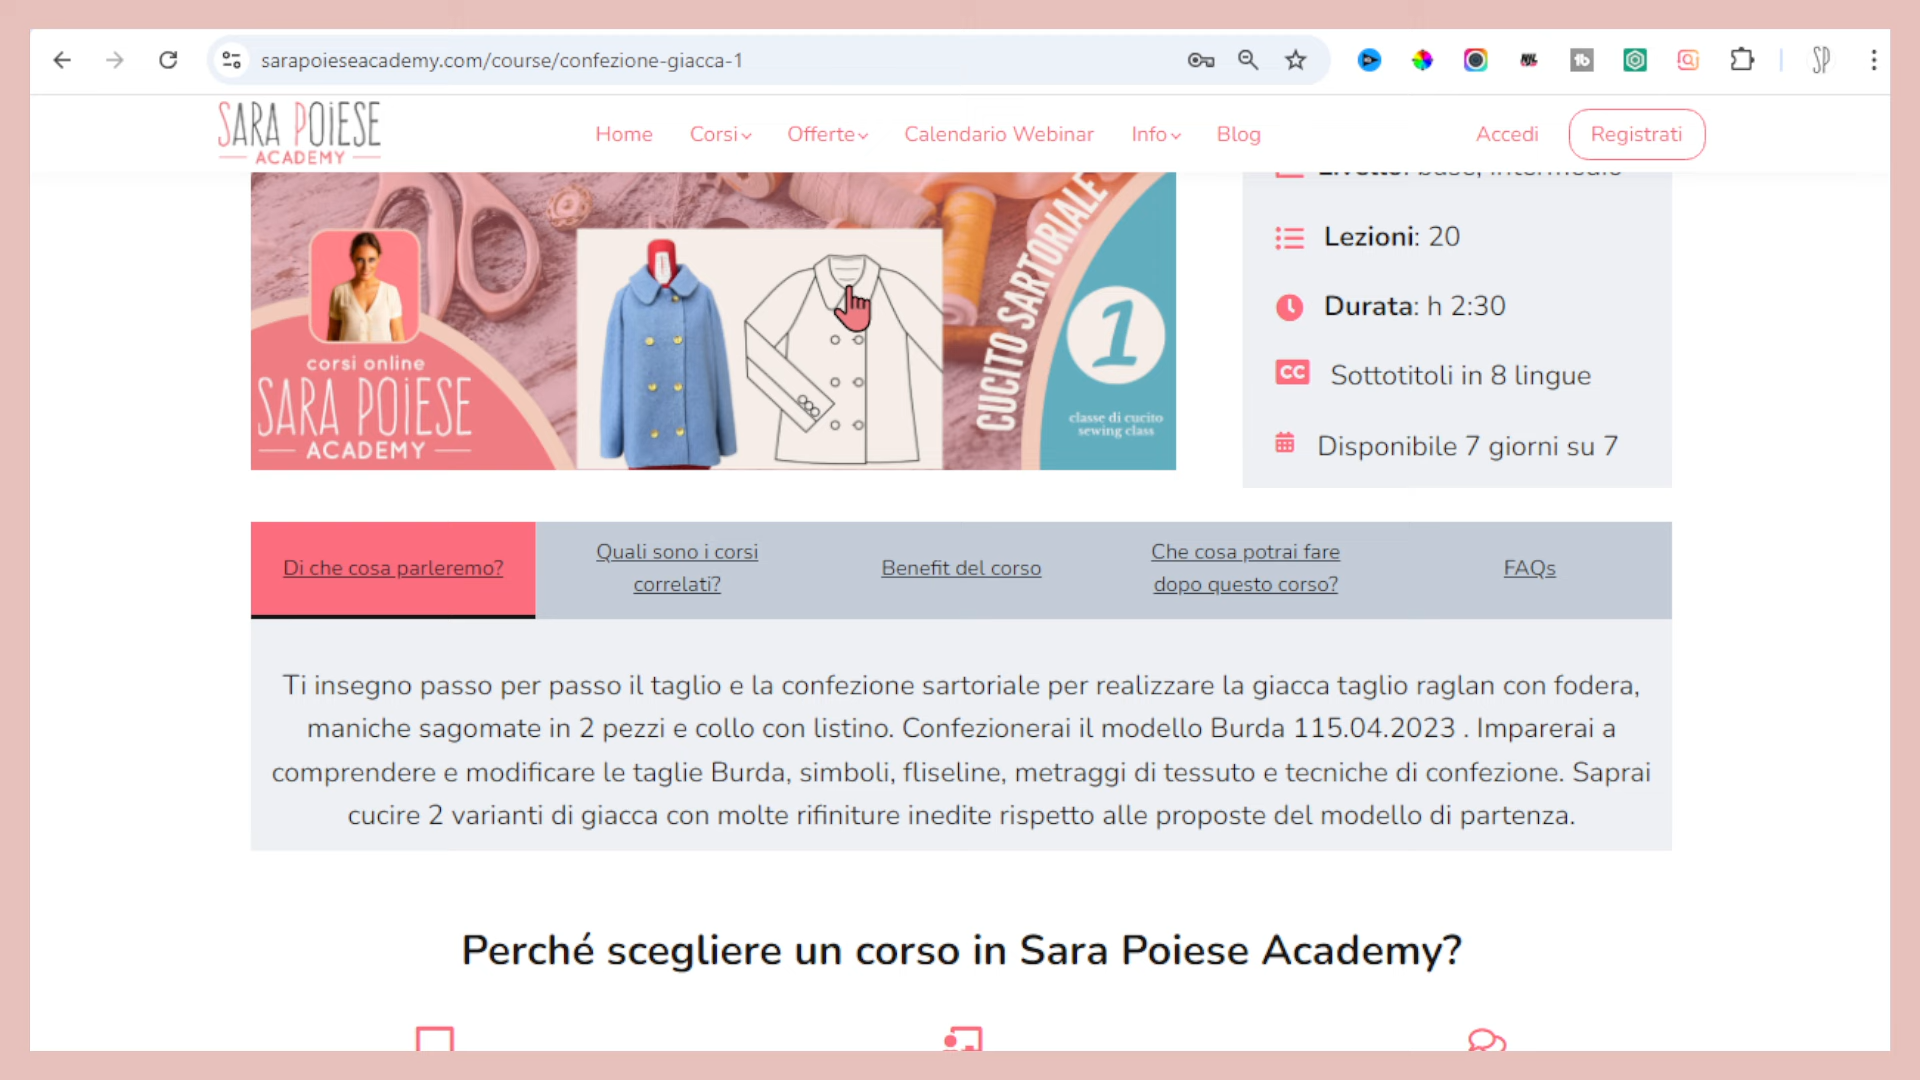 sarapoieseacademy.com/course/confezione-giacca-1
SP
SARA POIESE
ACADEMY
Home
Corsi
Offerte
Calendario Webinar
Info
Blog
Accedi
Registrati
Livello: base, intermedio
Lezioni: 20
Durata: h 2:30
CC Sottotitoli in 8 lingue
Disponibile 7 giorni su 7
corsi online
SARA POIESE
ACADEMY
CUCITO SARTORIALE
1
classe di cucito
sewing class
Di che cosa parleremo?
Quali sono i corsi
correlati?
Benefit del corso
Che cosa potrai fare
dopo questo corso?
FAQs
Ti insegno passo per passo il taglio e la confezione sartoriale per realizzare la giacca taglio raglan con fodera,
maniche sagomate in 2 pezzi e collo con listino. Confezionerai il modello Burda 115.04.2023 . Imparerai a
comprendere e modificare le taglie Burda, simboli, fliseline, metraggi di tessuto e tecniche di confezione. Saprai
cucire 2 varianti di giacca con molte rifiniture inedite rispetto alle proposte del modello di partenza.
Perché scegliere un corso in Sara Poiese Academy?